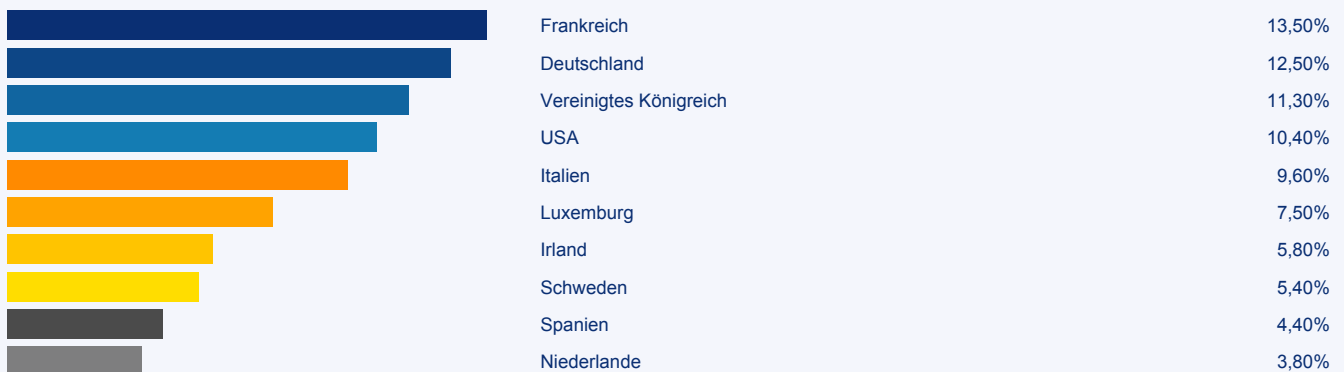 Frankreich 13,50%
Deutschland 12,50%
Vereinigtes Königreich 11,30%
USA 10,40%
Italien 9,60%
Luxemburg 7,50%
Irland 5,80%
Schweden 5,40%
Spanien 4,40%
Niederlande 3,80%